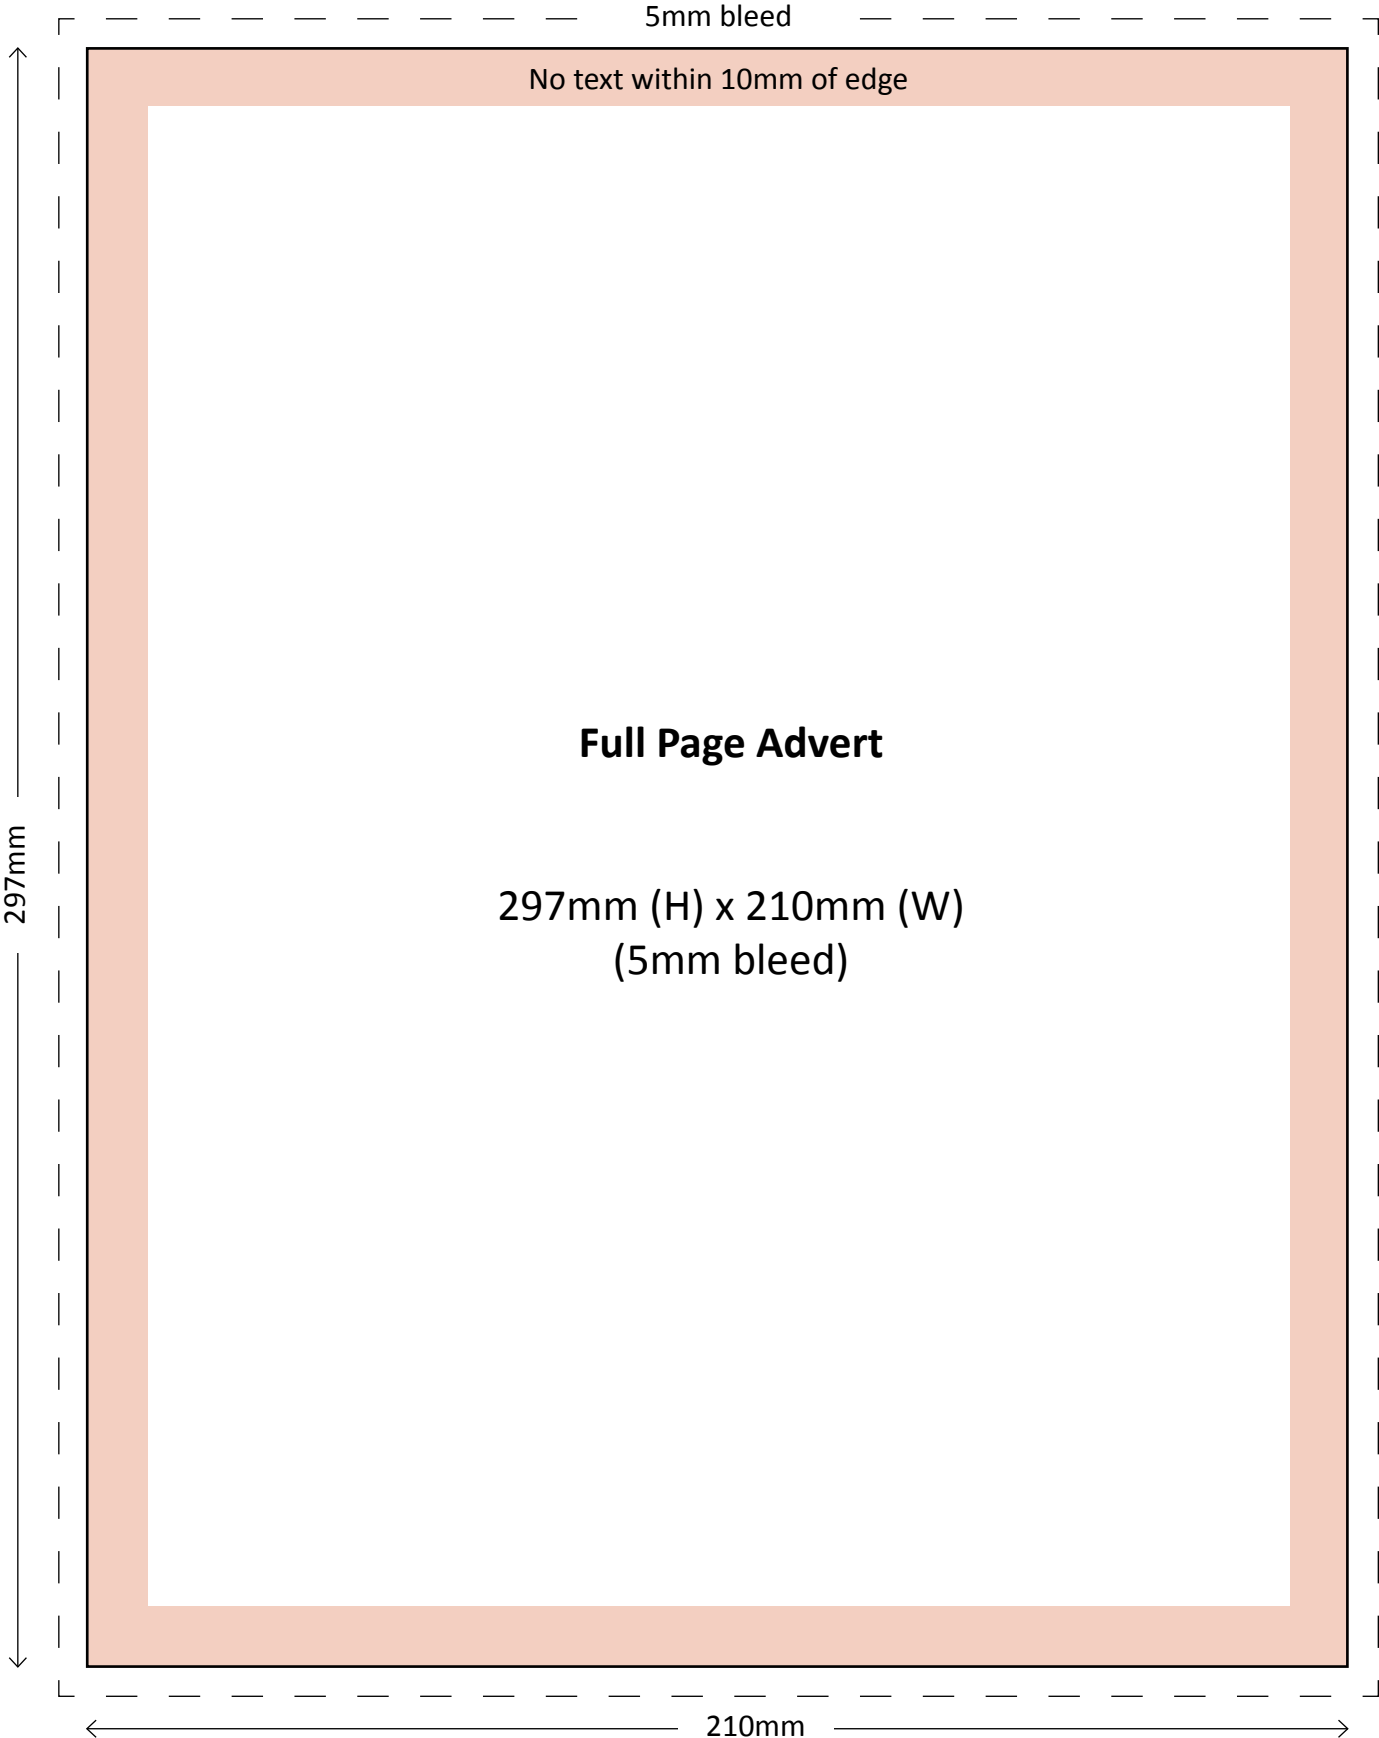 5mm bleed
No text within 10mm of edge
Full Page Advert
297mm
297mm (H) x 210mm (W)
(5mm bleed)
210mm